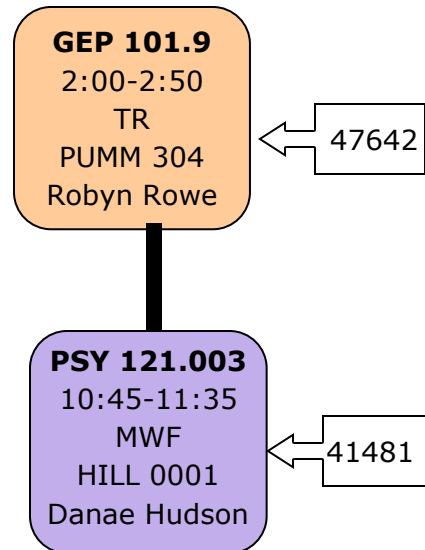 GEP 101.9
2:00-2:50
TR
PUMM 304
Robyn Rowe
47642
PSY 121.003
10:45-11:35
MWF
HILL 0001
Danae Hudson
41481